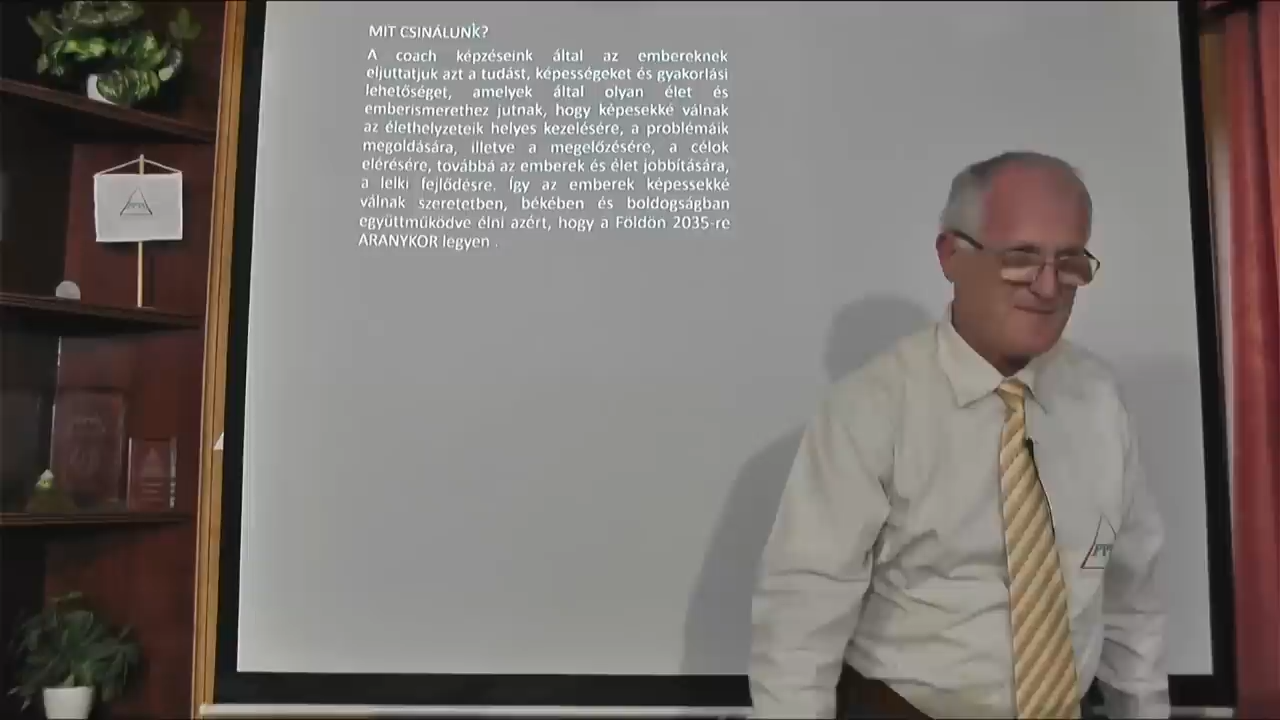 MIT CSINÁLUNK?
A coach képzéseink által az embereknek
eljuttatjuk azt a tudást, képességeket és gyakorlási
lehetőséget, amelyek által olyan élet és
emberismerethez jutnak, hogy képesekké válnak
az élethelyzeteik helyes kezelésére, a problémáik
megoldására, illetve a megelőzésére, a célok
elérésére, továbbá az emberek és élet jobbítására,
a lelki fejlődésre. Így az emberek képessekké
válnak szeretetben, békében és boldogságban
együttműködve élni azért, hogy a Földön 2035-re
ARANYKOR legyen .